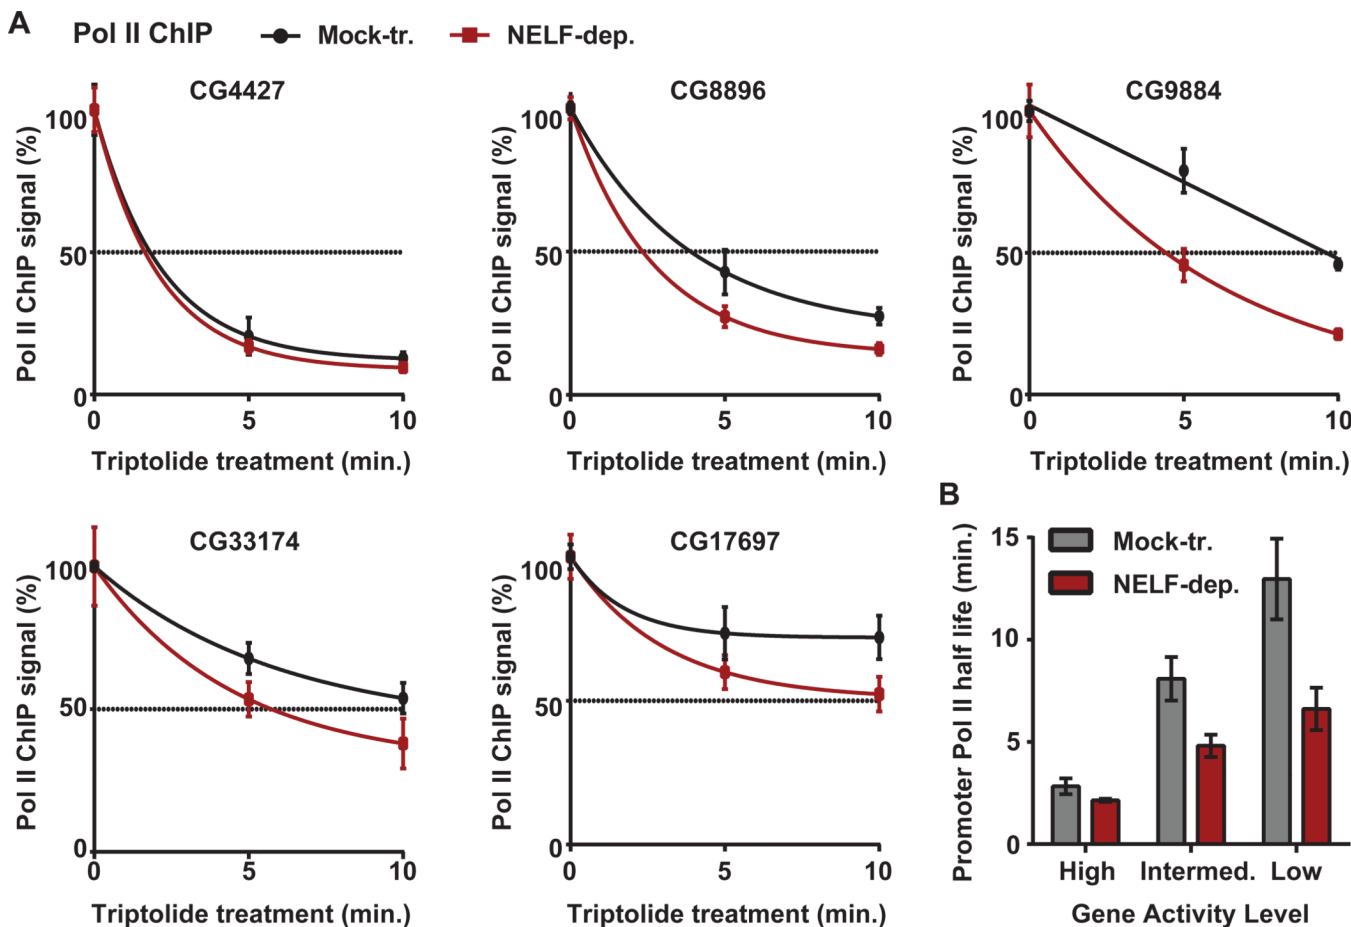 A
Pol II ChIP
Mock-tr.
NELF-dep.
CG4427
Pol II ChIP signal (%)
100
50
0
0 5 10
Triptolide treatment (min.)
CG8896
Pol II ChIP signal (%)
100
50
0
0 5 10
Triptolide treatment (min.)
CG9884
Pol II ChIP signal (%)
100
50
0
0 5 10
Triptolide treatment (min.)
CG33174
Pol II ChIP signal (%)
100
50
0
0 5 10
Triptolide treatment (min.)
CG17697
Pol II ChIP signal (%)
100
50
0
0 5 10
Triptolide treatment (min.)
B
Promoter Pol II half life (min.)
15
10
5
0
Mock-tr.
NELF-dep.
High Intermed. Low
Gene Activity Level